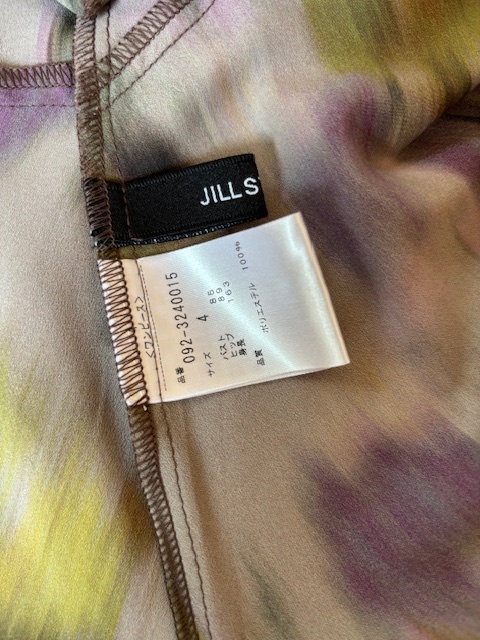 JILL S
<ワンピース>
品番 092-3240015
サイズ 4
バスト 85
ヒップ 89
身長 163
品質 ポリエステル 100%